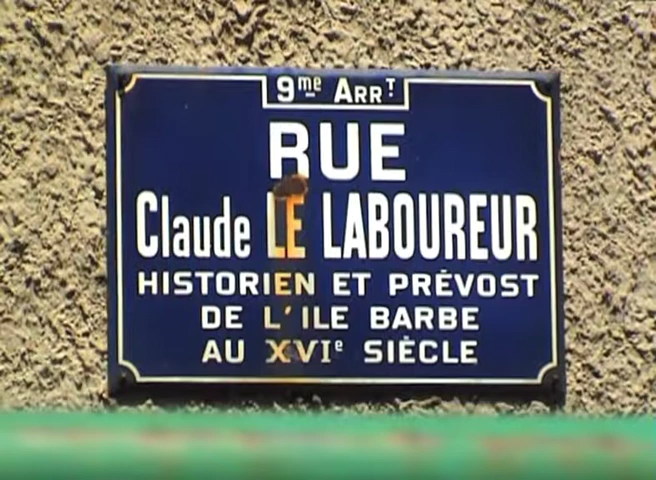 9me ARRT
RUE
Claude LE LABOUREUR
HISTORIEN ET PRÉVOST
DE L'ILE BARBE
AU XVIe SIÈCLE